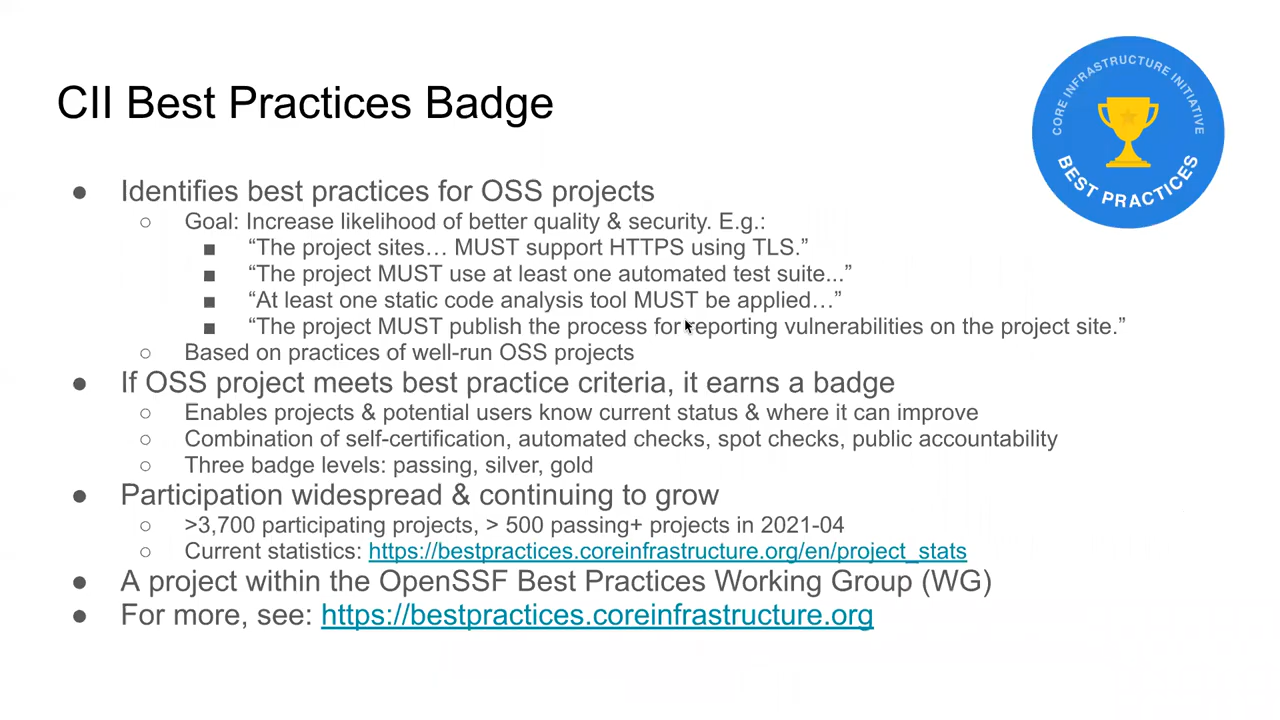 CII Best Practices Badge
CORE INFRASTRUCTURE INITIATIVE
BEST PRACTICES
● Identifies best practices for OSS projects
○ Goal: Increase likelihood of better quality & security. E.g.:
■ “The project sites… MUST support HTTPS using TLS.”
■ “The project MUST use at least one automated test suite...”
■ “At least one static code analysis tool MUST be applied…”
■ “The project MUST publish the process for reporting vulnerabilities on the project site.”
○ Based on practices of well-run OSS projects
● If OSS project meets best practice criteria, it earns a badge
○ Enables projects & potential users know current status & where it can improve
○ Combination of self-certification, automated checks, spot checks, public accountability
○ Three badge levels: passing, silver, gold
● Participation widespread & continuing to grow
○ >3,700 participating projects, > 500 passing+ projects in 2021-04
○ Current statistics: https://bestpractices.coreinfrastructure.org/en/project_stats
● A project within the OpenSSF Best Practices Working Group (WG)
● For more, see: https://bestpractices.coreinfrastructure.org